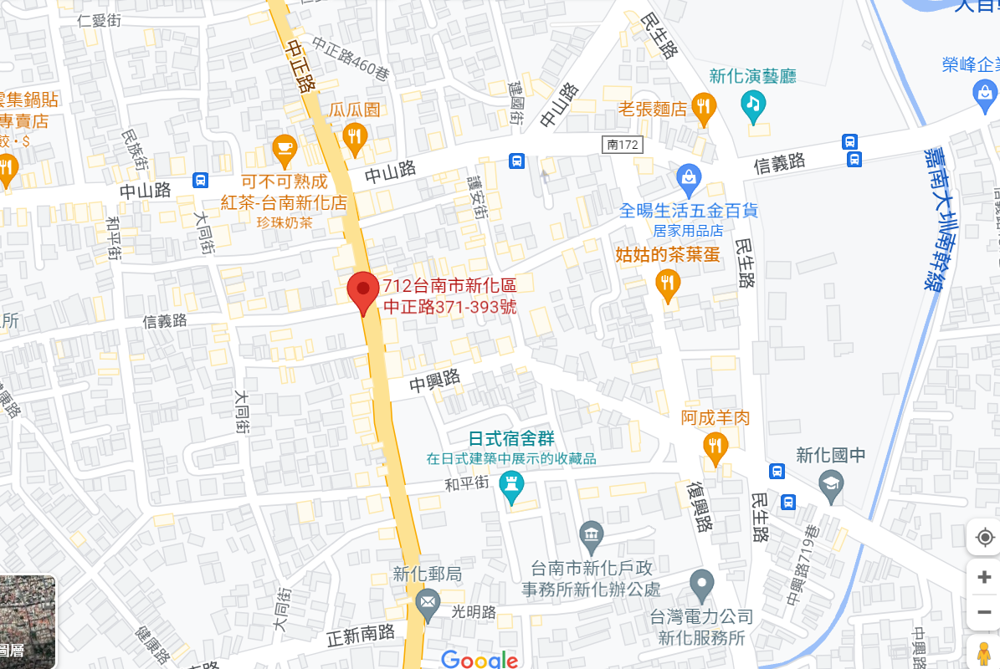 仁愛街
中正路
中正路460巷
民生路
榮峰企業
新化演藝廳
雲集鍋貼
專賣店
餃・$
瓜瓜園
建國街
中山路
老張麵店
南172
民族街
中山路
中山路
信義路
可不可熟成
紅茶-台南新化店
珍珠奶茶
護安街
嘉南大圳南幹線
全暘生活五金百貨
居家用品店
和平街
大同街
姑姑的茶葉蛋
民生路
712台南市新化區
中正路371-393號
所
信義路
中興路
健康路
大同街
阿成羊肉
日式宿舍群
在日式建築中展示的收藏品
新化國中
和平街
復興路
民生路
台南市新化戶政
事務所新化辦公處
中興路719巷
新化郵局
大同街
光明路
台灣電力公司
新化服務所
正新南路
健康路
中興路
圖層
Google